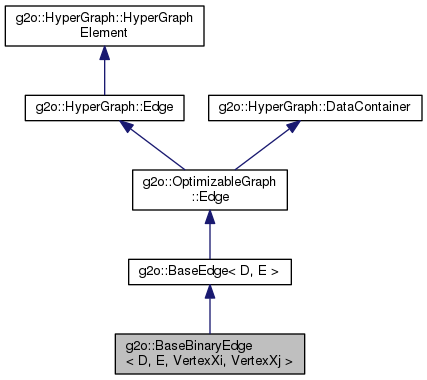 g2o::HyperGraph::HyperGraph
Element
g2o::HyperGraph::Edge
g2o::HyperGraph::DataContainer
g2o::OptimizableGraph
::Edge
g2o::BaseEdge< D, E >
g2o::BaseBinaryEdge
< D, E, VertexXi, VertexXj >